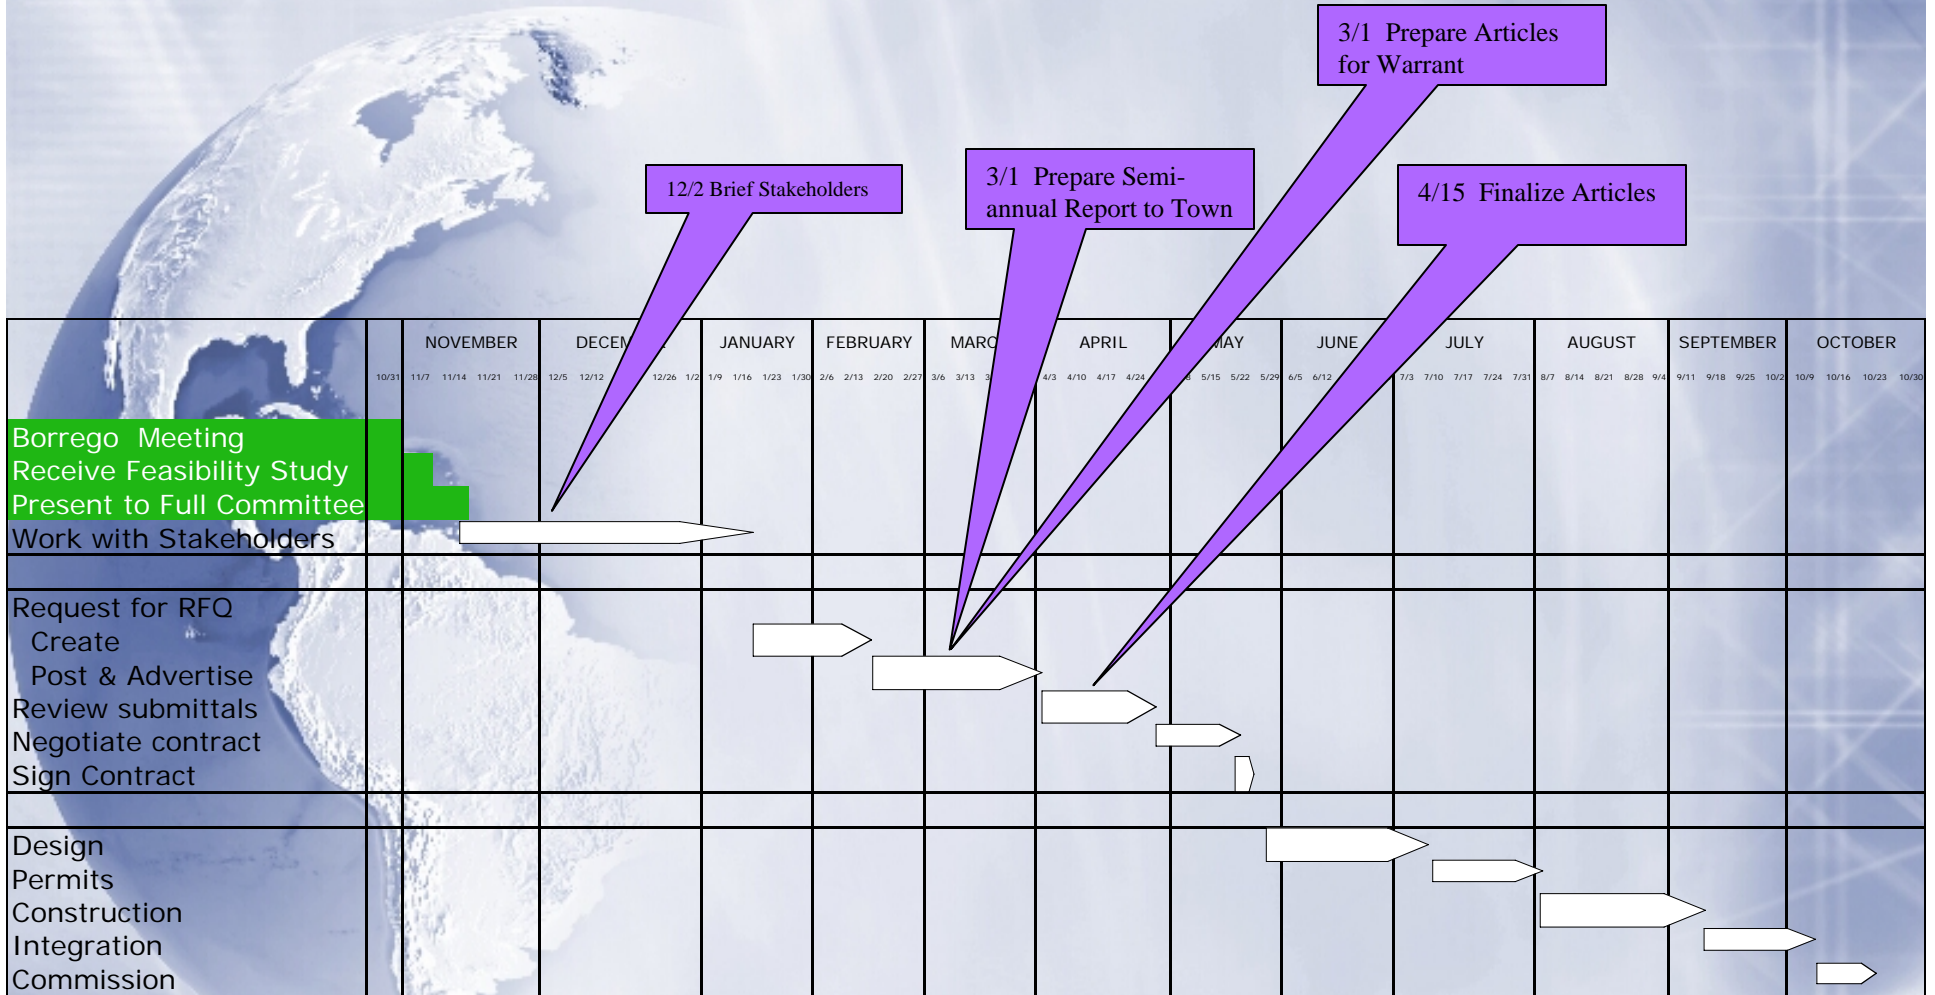 3/1 Prepare Articles
for Warrant
3/1 Prepare Semi-
annual Report to Town
12/2 Brief Stakeholders
4/15 Finalize Articles
NOVEMBER JANUARY FEBRUARY APRIL JUNE JULY AUGUST SEPTEMBER OCTOBER
10/31 11/7 11/14 11/21 11/28 12/5 12/12 12/26 1/2 1/9 1/16 1/23 1/30 2/6 2/13 2/20 2/27 3/6 3/13 4/3 4/10 4/17 4/24 5/15 5/22 5/29 6/5 6/12 7/3 7/10 7/17 7/24 7/31 8/7 8/14 8/21 8/28 9/4 9/11 9/18 9/25 10/2 10/9 10/16 10/23 10/30
Borrego Meeting
Receive Feasibility Study
Present to Full Committee
Work with Stakeholders
Request for RFQ
Create
Post & Advertise
Review submittals
Negotiate contract
Sign Contract
Design
Permits
Construction
Integration
Commission